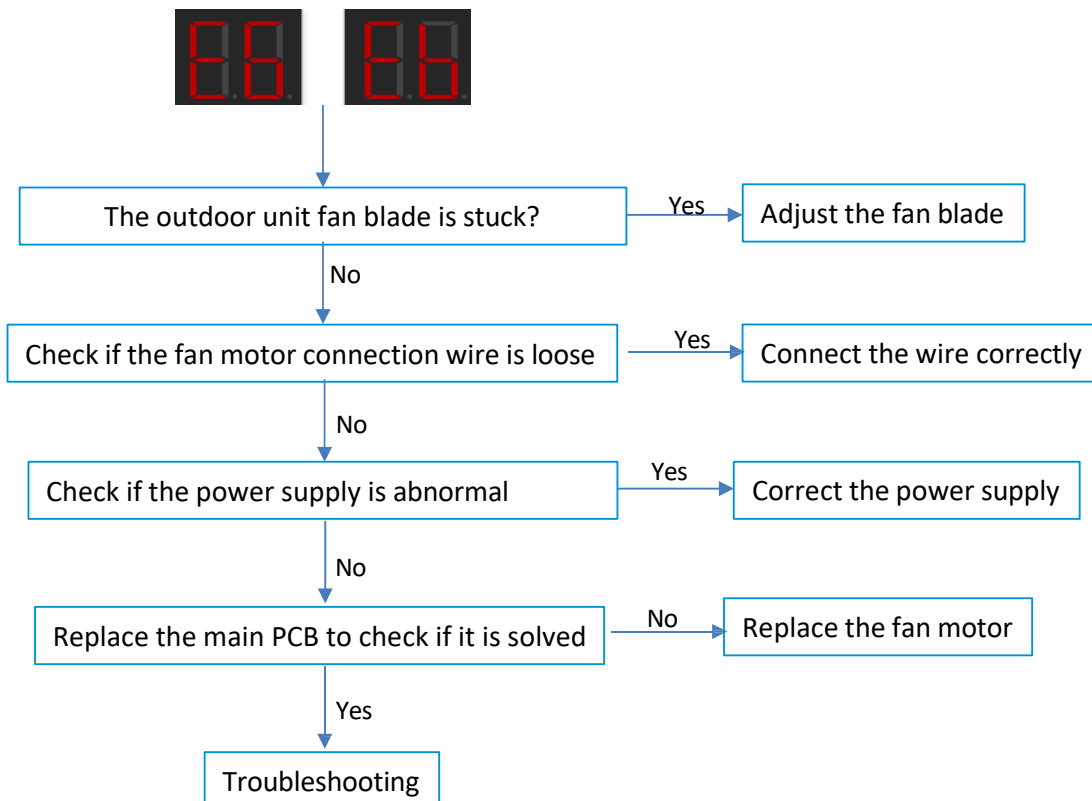 E6 Eb
The outdoor unit fan blade is stuck?
Yes
Adjust the fan blade
No
Check if the fan motor connection wire is loose
Yes
Connect the wire correctly
No
Check if the power supply is abnormal
Yes
Correct the power supply
No
Replace the main PCB to check if it is solved
No
Replace the fan motor
Yes
Troubleshooting